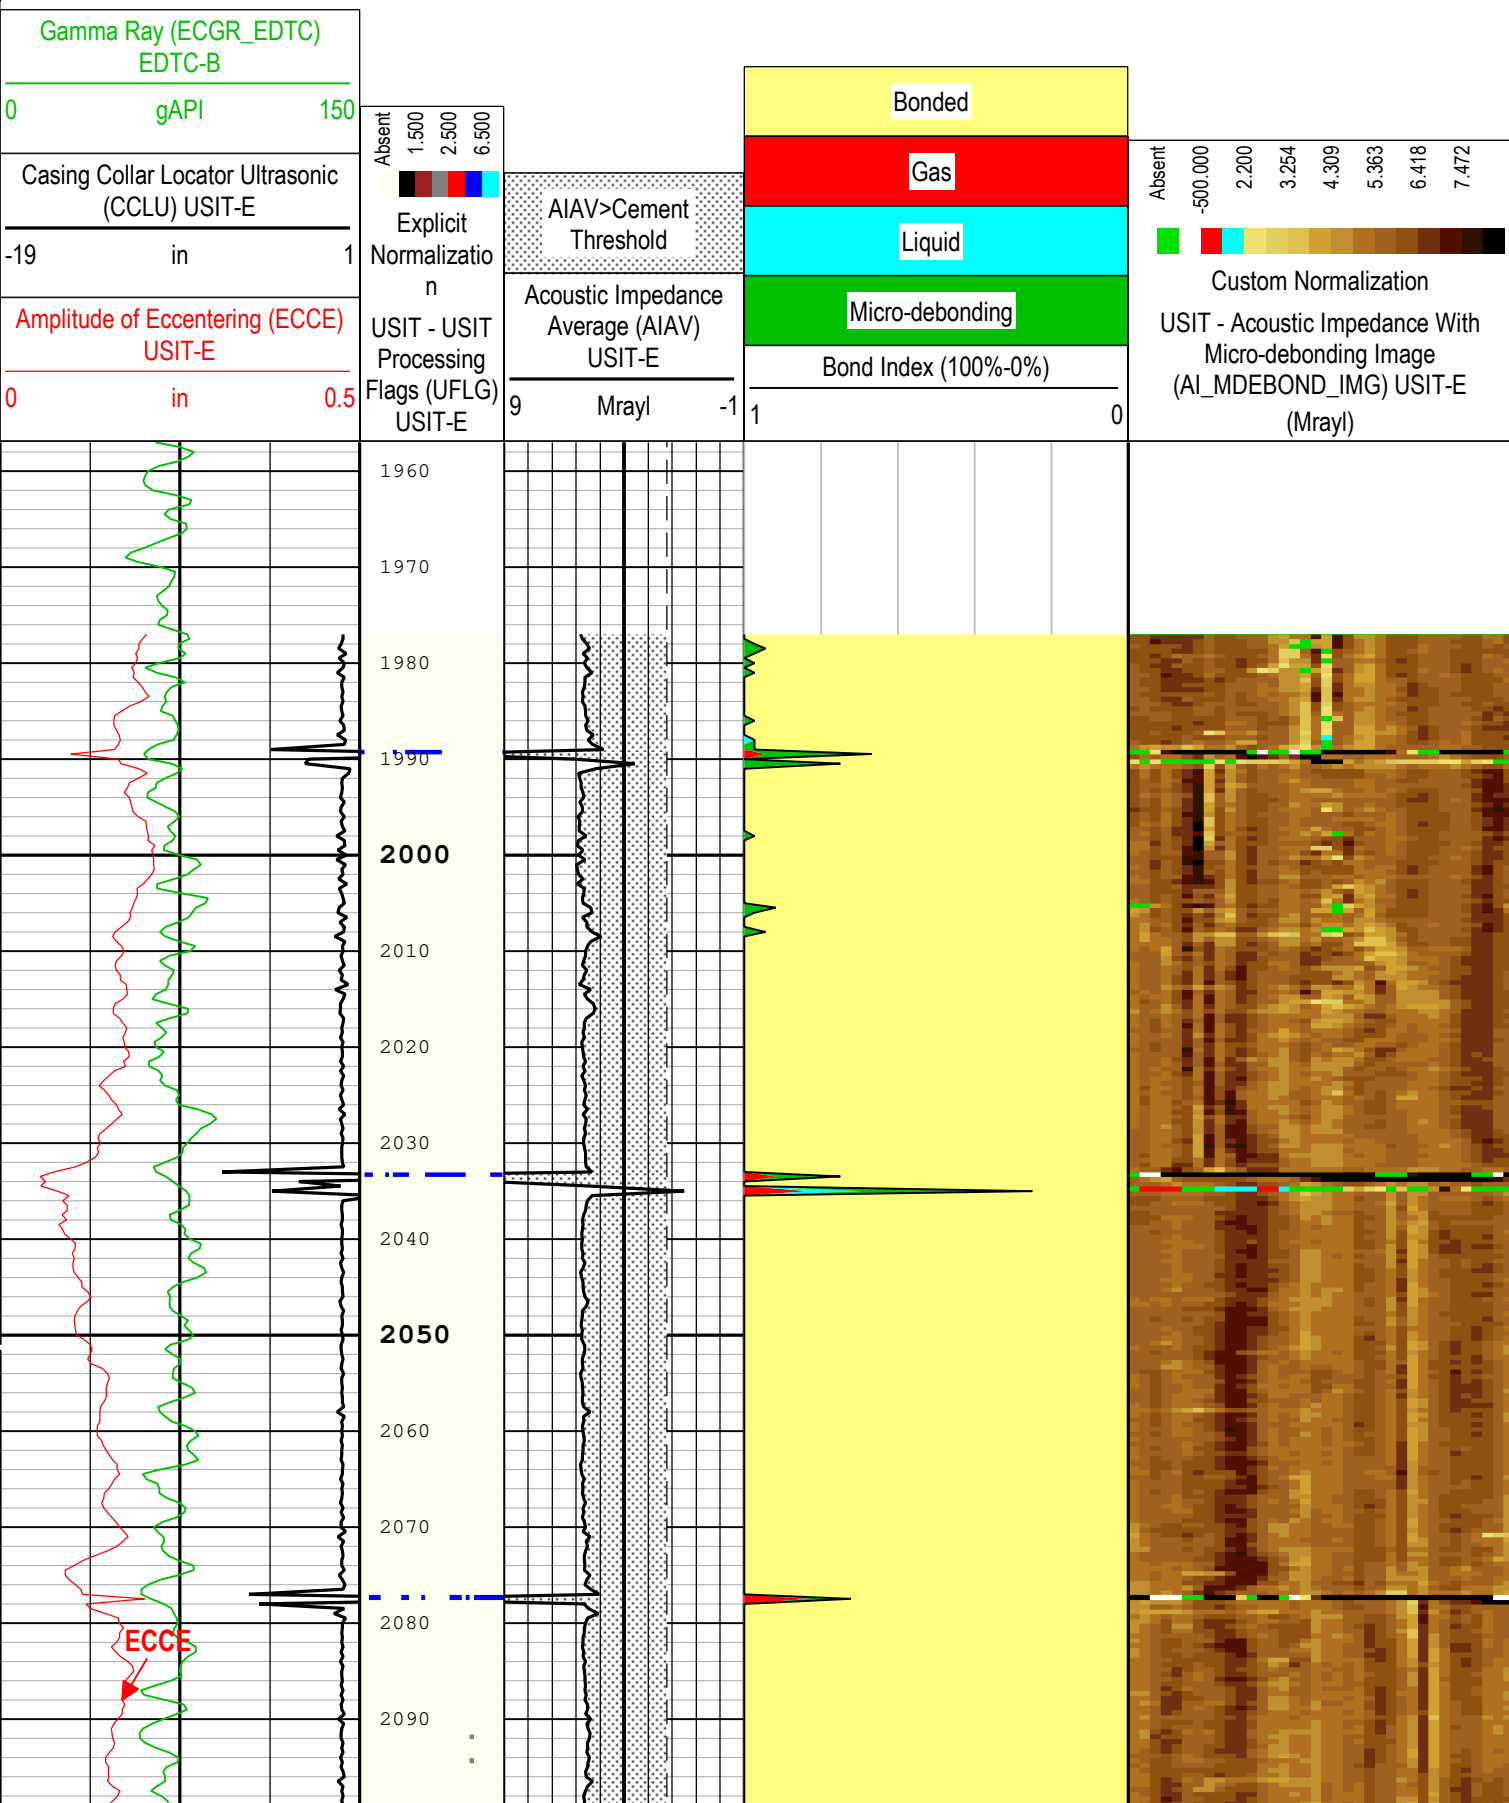 Gamma Ray (ECGR_EDTC)
EDTC-B
0 gAPI 150
Casing Collar Locator Ultrasonic
(CCLU) USIT-E
-19 in 1
Amplitude of Eccentering (ECCE)
USIT-E
0 in 0.5
Absent
1.500
2.500
6.500
Explicit
Normalizatio
n
USIT - USIT
Processing
Flags (UFLG)
USIT-E
AIAV>Cement
Threshold
Acoustic Impedance
Average (AIAV)
USIT-E
9 Mrayl -1
Bonded
Gas
Liquid
Micro-debonding
Bond Index (100%-0%)
1 0
Absent
-500.000
2.200
3.254
4.309
5.363
6.418
7.472
Custom Normalization
USIT - Acoustic Impedance With
Micro-debonding Image
(AI_MDEBOND_IMG) USIT-E
(Mrayl)
1960
1970
1980
1990
2000
2010
2020
2030
2040
2050
2060
2070
2080
ECCE
2090